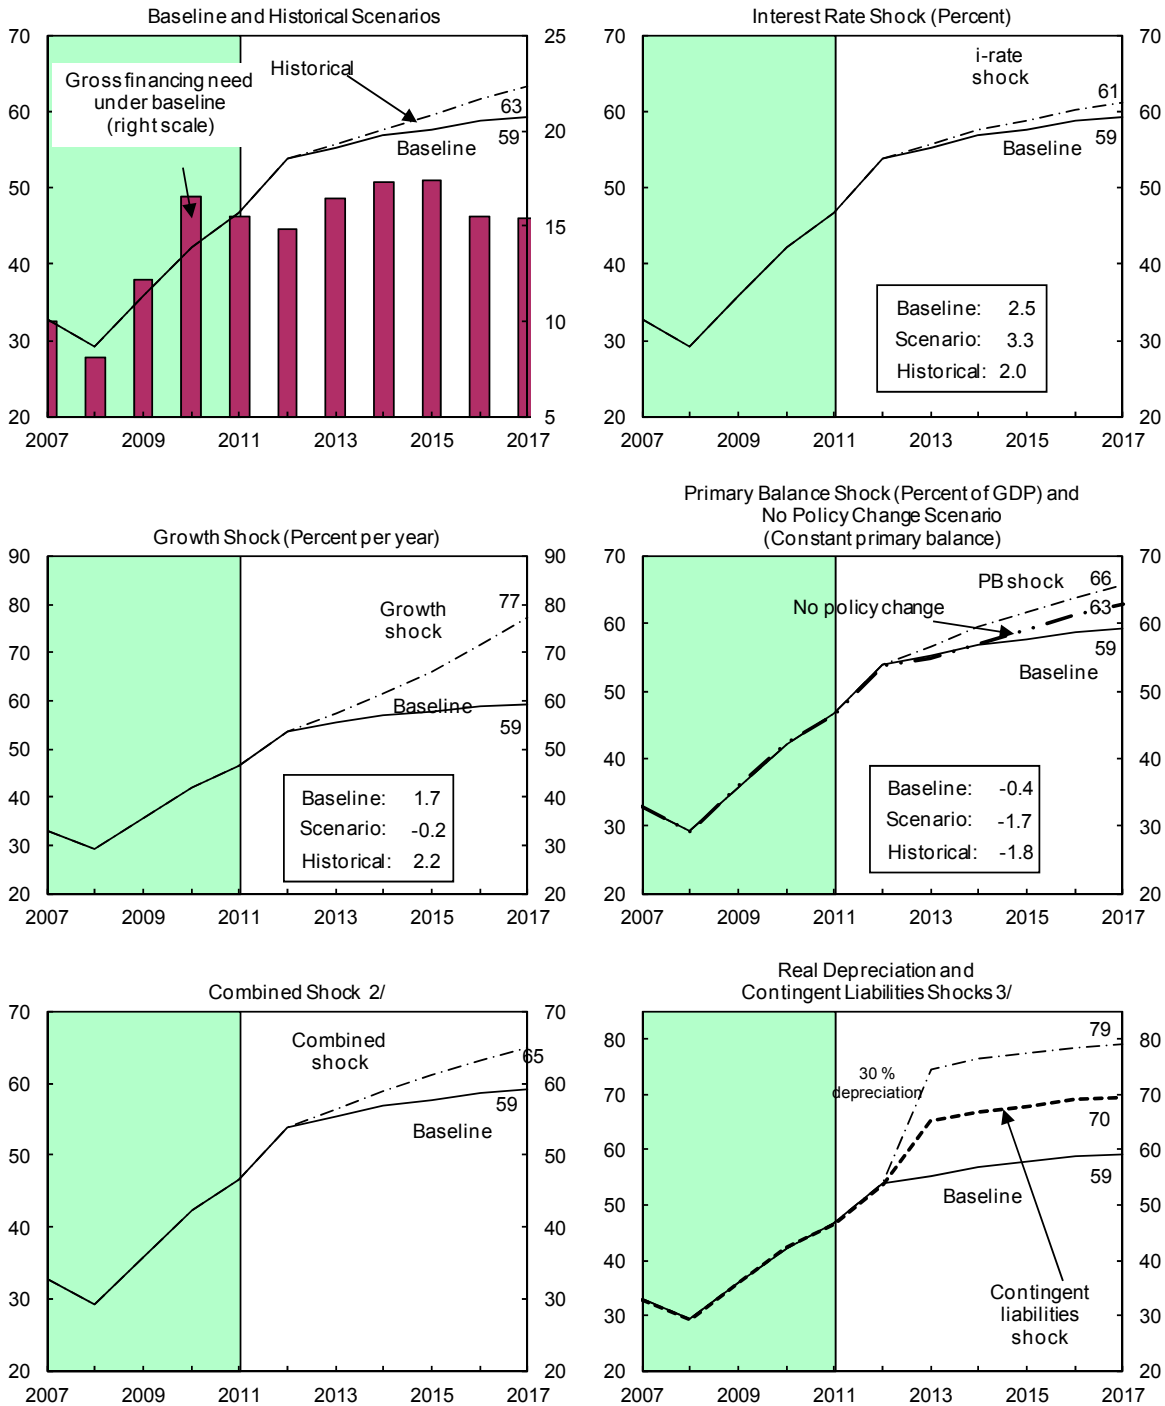 Baseline and Historical Scenarios
70
25
60
20
50
15
40
10
30
20
5
Gross financing need
under baseline
(right scale)
Historical
63
59
Baseline
2007 2009 2011 2013 2015 2017
Interest Rate Shock (Percent)
70
70
60
60
50
50
40
40
30
30
20
20
i-rate
shock
61
59
Baseline
Baseline: 2.5
Scenario: 3.3
Historical: 2.0
2007 2009 2011 2013 2015 2017
Growth Shock (Percent per year)
90
90
80
80
70
70
60
60
50
50
40
40
30
30
20
20
77
Growth
shock
Baseline
59
Baseline: 1.7
Scenario: -0.2
Historical: 2.2
2007 2009 2011 2013 2015 2017
Primary Balance Shock (Percent of GDP) and
No Policy Change Scenario
(Constant primary balance)
70
70
60
60
50
50
40
40
30
30
20
20
PB shock 66
No policy change 63
59
Baseline
Baseline: -0.4
Scenario: -1.7
Historical: -1.8
2007 2009 2011 2013 2015 2017
Combined Shock 2/
70
70
60
60
50
50
40
40
30
30
20
20
Combined
shock
65
59
Baseline
2007 2009 2011 2013 2015 2017
Real Depreciation and
Contingent Liabilities Shocks 3/
80
80
70
70
60
60
50
50
40
40
30
30
20
20
79
30 %
depreciation
70
59
Baseline
Contingent
liabilities
shock
2007 2009 2011 2013 2015 2017